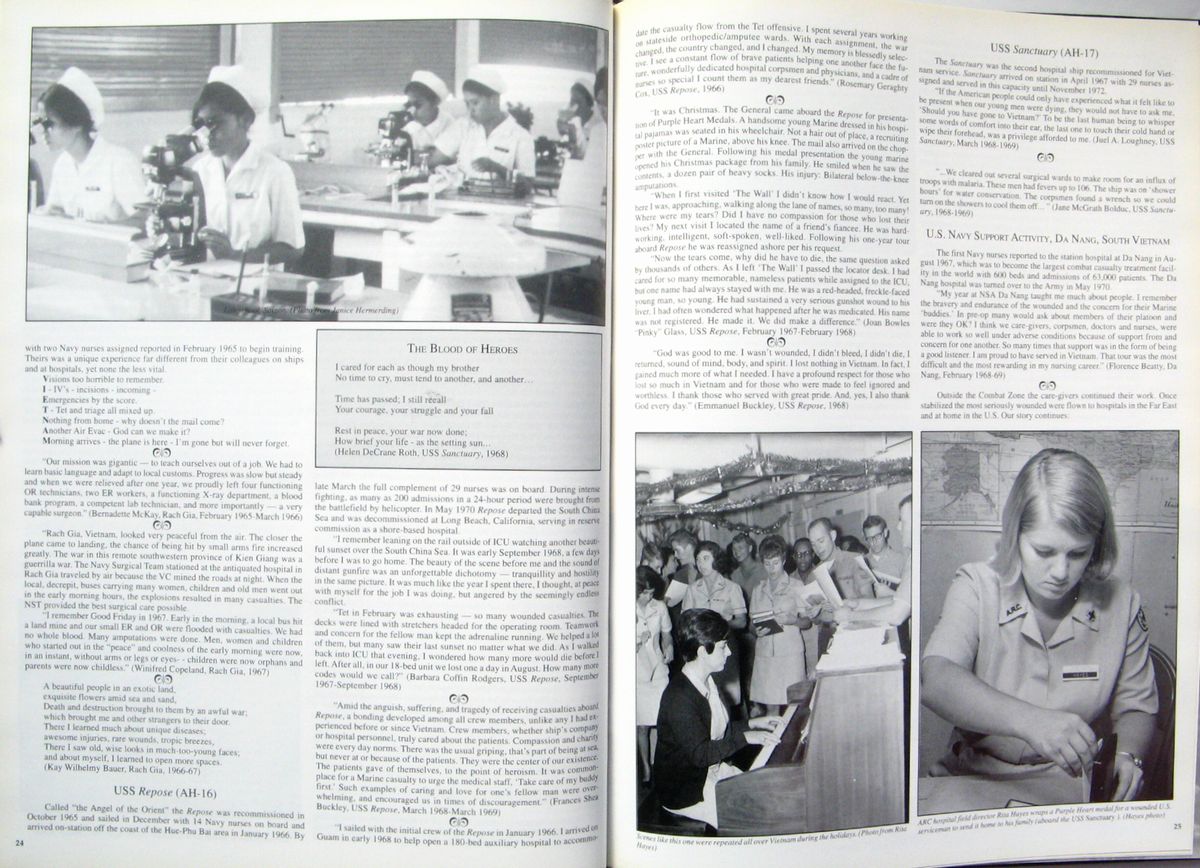 (Photo from Janice Hermerding)
with two Navy nurses assigned reported in February 1965 to begin training.
Theirs was a unique experience far different from their colleagues on ships
and at hospitals, yet none the less vital.
Visions too horrible to remember.
I - IV's - incisions - incoming -
Emergencies by the score.
T - Tet and triage all mixed up.
Nothing from home - why doesn't the mail come?
Another Air Evac - God can we make it?
Morning arrives - the plane is here - I'm gone but will never forget.
"Our mission was gigantic — to teach ourselves out of a job. We had to
learn basic language and adapt to local customs. Progress was slow but steady
and when we were relieved after one year, we proudly left four functioning
OR technicians, two ER workers, a functioning X-ray department, a blood
bank program, a competent lab technician, and more importantly — a very
capable surgeon." (Bernadette McKay, Rach Gia, February 1965-March 1966)
"Rach Gia, Vietnam, looked very peaceful from the air. The closer the
plane came to landing, the chance of being hit by small arms fire increased
greatly. The war in this remote southwestern province of Kien Giang was a
guerrilla war. The Navy Surgical Team stationed at the antiquated hospital in
Rach Gia traveled by air because the VC mined the roads at night. When the
local, decrepit, buses carrying many women, children and old men went out
in the early morning hours, the explosions resulted in many casualties. The
NST provided the best surgical care possible.
"I remember Good Friday in 1967. Early in the morning, a local bus hit
a land mine and our small ER and OR were flooded with casualties. We had
no whole blood. Many amputations were done. Men, women and children
who started out in the "peace" and coolness of the early morning were now,
in an instant, without arms or legs or eyes- - children were now orphans and
parents were now childless." (Winifred Copeland, Rach Gia, 1967)
A beautiful people in an exotic land,
exquisite flowers amid sea and sand,
Death and destruction brought to them by an awful war;
which brought me and other strangers to their door.
There I learned much about unique diseases;
awesome injuries, rare wounds, tropic breezes,
There I saw old, wise looks in much-too-young faces;
and about myself, I learned to open more spaces.
(Kay Wilhelmy Bauer, Rach Gia, 1966-67)
USS Repose (AH-16)
Called "the Angel of the Orient" the Repose was recommissioned in
October 1965 and sailed in December with 14 Navy nurses on board and
arrived on-station off the coast of the Hue-Phu Bai area in January 1966. By
24
THE BLOOD OF HEROES
I cared for each as though my brother
No time to cry, must tend to another, and another…
Time has passed; I still recall
Your courage, your struggle and your fall
Rest in peace, your war now done;
How brief your life - as the setting sun…
(Helen DeCrane Roth, USS Sanctuary, 1968)
late March the full complement of 29 nurses was on board. During intense
fighting, as many as 200 admissions in a 24-hour period were brought from
the battlefield by helicopter. In May 1970 Repose departed the South China
Sea and was decommissioned at Long Beach, California, serving in reserve
commission as a shore-based hospital.
"I remember leaning on the rail outside of ICU watching another beauti-
ful sunset over the South China Sea. It was early September 1968, a few days
before I was to go home. The beauty of the scene before me and the sound of
distant gunfire was an unforgettable dichotomy — tranquillity and hostility
in the same picture. It was much like the year I spent there, I thought, at peace
with myself for the job I was doing, but angered by the seemingly endless
conflict.
"Tet in February was exhausting — so many wounded casualties. The
decks were lined with stretchers headed for the operating room. Teamwork
and concern for the fellow man kept the adrenaline running. We helped a lot
of them, but many saw their last sunset no matter what we did. As I walked
back into ICU that evening, I wondered how many more would die before I
left. After all, in our 18-bed unit we lost one a day in August. How many more
codes would we call?" (Barbara Coffin Rodgers, USS Repose, September
1967-September 1968)
"Amid the anguish, suffering, and tragedy of receiving casualties aboard
Repose, a bonding developed among all crew members, unlike any I had ex-
perienced before or since Vietnam. Crew members, whether ship's company
or hospital personnel, truly cared about the patients. Compassion and charity
were every day norms. There was the usual griping, that's part of being at sea,
but never at or because of the patients. They were the center of our existence.
The patients gave of themselves, to the point of heroism. It was common-
place for a Marine casualty to urge the medical staff, 'Take care of my buddy
first.' Such examples of caring and love for one's fellow man were over-
whelming, and encouraged us in times of discouragement." (Frances Shea
Buckley, USS Repose, March 1968-March 1969)
"I sailed with the initial crew of the Repose in January 1966. I arrived on
Guam in early 1968 to help open a 180-bed auxiliary hospital to accommo-
date the casualty flow from the Tet offensive. I spent several years working
on stateside orthopedic/amputee wards. With each assignment, the war
changed, the country changed, and I changed. My memory is blessedly selec-
tive. I see a constant flow of brave patients helping one another face the fu-
ture, wonderfully dedicated hospital corpsmen and physicians, and a cadre of
nurses so special I count them as my dearest friends." (Rosemary Geraghty
Cox, USS Repose, 1966)
"It was Christmas. The General came aboard the Repose for presenta-
tion of Purple Heart Medals. A handsome young Marine dressed in his hospi-
tal pajamas was seated in his wheelchair. Not a hair out of place, a recruiting
poster picture of a Marine, above his knee. The mail also arrived on the chop-
per with the General. Following his medal presentation the young marine
opened his Christmas package from his family. He smiled when he saw the
contents, a dozen pair of heavy socks. His injury: Bilateral below-the-knee
amputations.
"When I first visited 'The Wall' I didn't know how I would react. Yet
here I was, approaching, walking along the lane of names, so many, too many!
Where were my tears? Did I have no compassion for those who lost their
lives? My next visit I located the name of a friend's fiancee. He was hard-
working, intelligent, soft-spoken, well-liked. Following his one-year tour
aboard Repose he was reassigned ashore per his request.
"Now the tears come, why did he have to die, the same question asked
by thousands of others. As I left 'The Wall' I passed the locator desk. I had
cared for so many memorable, nameless patients while assigned to the ICU,
but one name had always stayed with me. He was a red-headed, freckle-faced
young man, so young. He had sustained a very serious gunshot wound to his
liver. I had often wondered what happened after he was medicated. His name
was not registered. He made it. We did make a difference." (Joan Bowles
"Pinky" Glass, USS Repose, February 1967-February 1968)
"God was good to me. I wasn't wounded, I didn't bleed, I didn't die, I
returned, sound of mind, body, and spirit. I lost nothing in Vietnam. In fact, I
gained much more of what I needed. I have a profound respect for those who
lost so much in Vietnam and for those who were made to feel ignored and
worthless. I thank those who served with great pride. And, yes, I also thank
God every day." (Emmanuel Buckley, USS Repose, 1968)
Scenes like this one were repeated all over Vietnam during the holidays. (Photo from Rita
Hayes)
USS Sanctuary (AH-17)
The Sanctuary was the second hospital ship recommissioned for Viet-
nam service. Sanctuary arrived on station in April 1967 with 29 nurses as-
signed and served in this capacity until November 1972.
"If the American people could only have experienced what it felt like to
be present when our young men were dying, they would not have to ask me,
'Should you have gone to Vietnam?' To be the last human being to whisper
some words of comfort into their ear, the last one to touch their cold hand or
wipe their forehead, was a privilege afforded to me. (Juel A. Loughney, USS
Sanctuary, March 1968-1969)
"...We cleared out several surgical wards to make room for an influx of
troops with malaria. These men had fevers up to 106. The ship was on 'shower
hours' for water conservation. The corpsmen found a wrench so we could
turn on the showers to cool them off…" (Jane McGrath Bolduc, USS Sanctu-
ary, 1968-1969)
U.S. NAVY SUPPORT ACTIVITY, DA NANG, SOUTH VIETNAM
The first Navy nurses reported to the station hospital at Da Nang in Au-
gust 1967, which was to become the largest combat casualty treatment facil-
ity in the world with 600 beds and admissions of 63,000 patients. The Da
Nang hospital was turned over to the Army in May 1970.
"My year at NSA Da Nang taught me much about people. I remember
the bravery and endurance of the wounded and the concern for their Marine
'buddies.' In pre-op many would ask about members of their platoon and
were they OK? I think we care-givers, corpsmen, doctors and nurses, were
able to work so well under adverse conditions because of support from and
concern for one another. So many times that support was in the form of being
a good listener. I am proud to have served in Vietnam. That tour was the most
difficult and the most rewarding in my nursing career." (Florence Beatty, Da
Nang, February 1968-69)
Outside the Combat Zone the care-givers continued their work. Once
stabilized the most seriously wounded were flown to hospitals in the Far East
and at home in the U.S. Our story continues:
ARC
HAYES
ARC hospital field director Rita Hayes wraps a Purple Heart medal for a wounded U.S.
serviceman to send it home to his family (aboard the USS Sanctuary). (Hayes photo)
25